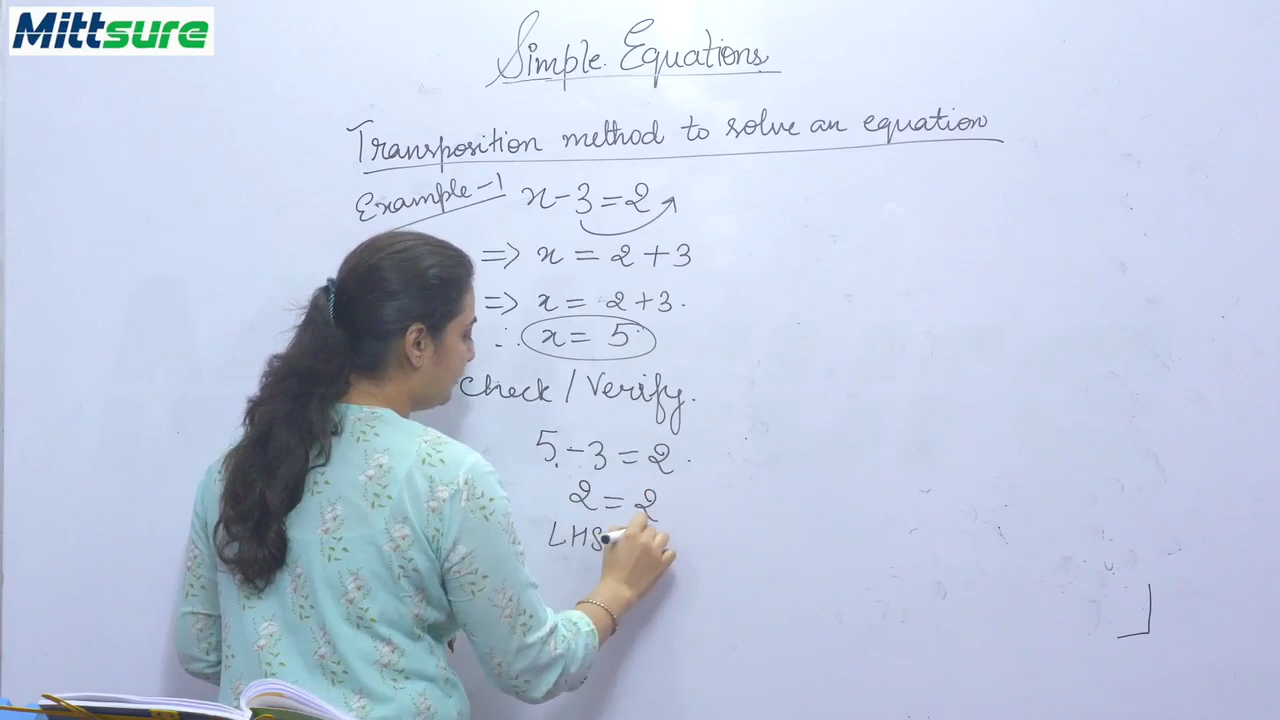 Mittsure
Simple Equations
Transposition method to solve an equation
Example-1 x-3=2
=> x = 2+3
=> x = 2+3.
∴ x = 5
Check / Verify.
5-3=2.
2=2
LHS